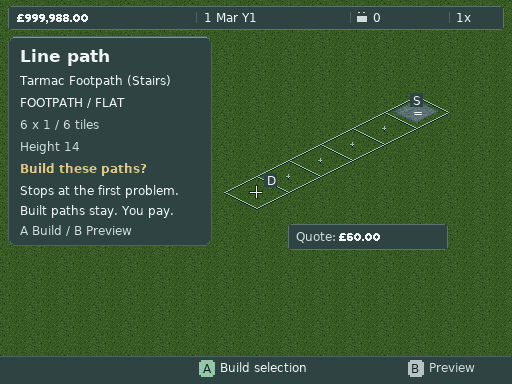 £999,988.00 1 Mar Y1 0 1x
Line path
Tarmac Footpath (Stairs)
FOOTPATH / FLAT
6 x 1 / 6 tiles
Height 14
Build these paths?
Stops at the first problem.
Built paths stay. You pay.
A Build / B Preview
S
=
D
Quote: £60.00
A Build selection B Preview